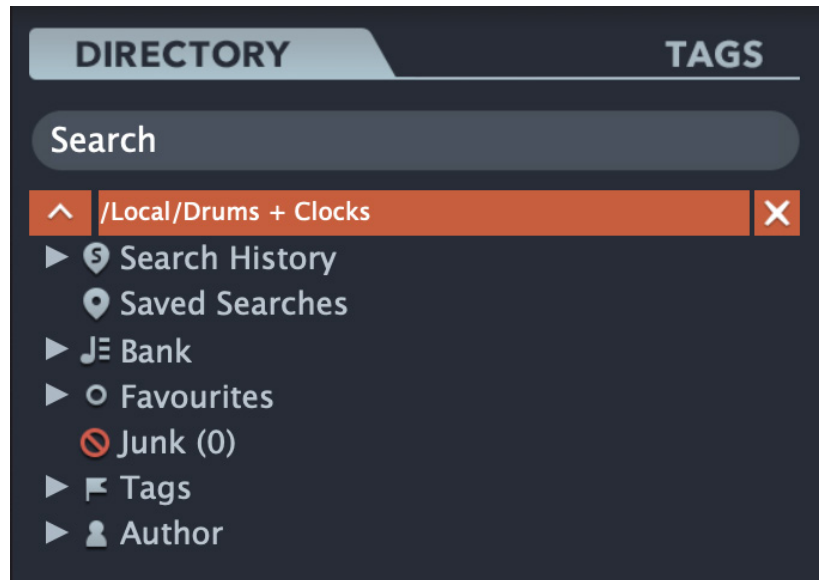 DIRECTORY TAGS
Search
/Local/Drums + Clocks
Search History
Saved Searches
Bank
Favourites
Junk (0)
Tags
Author